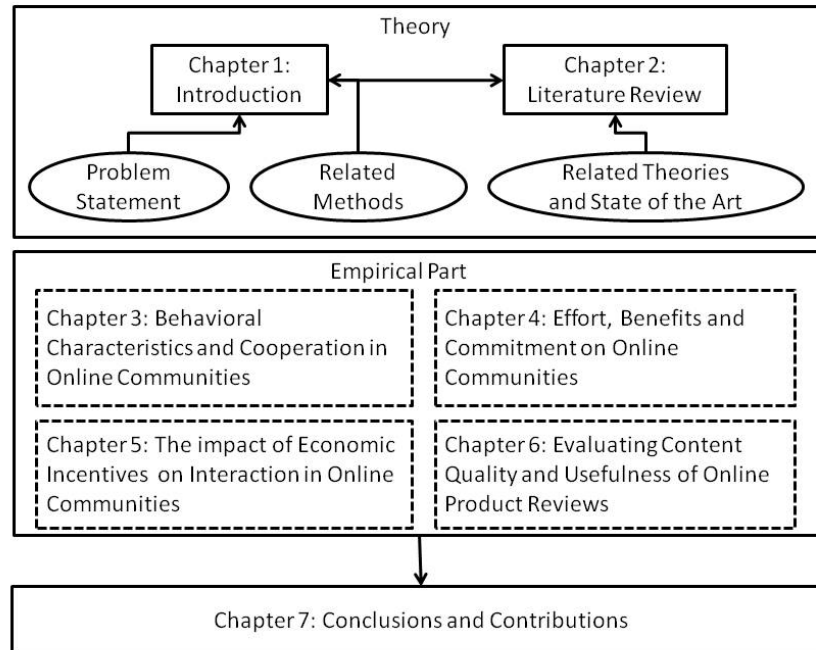 Theory
Chapter 1:
Introduction
Chapter 2:
Literature Review
Problem
Statement
Related
Methods
Related Theories
and State of the Art
Empirical Part
Chapter 3: Behavioral
Characteristics and Cooperation in
Online Communities
Chapter 4: Effort, Benefits and
Commitment on Online
Communities
Chapter 5: The impact of Economic
Incentives on Interaction in Online
Communities
Chapter 6: Evaluating Content
Quality and Usefulness of Online
Product Reviews
Chapter 7: Conclusions and Contributions